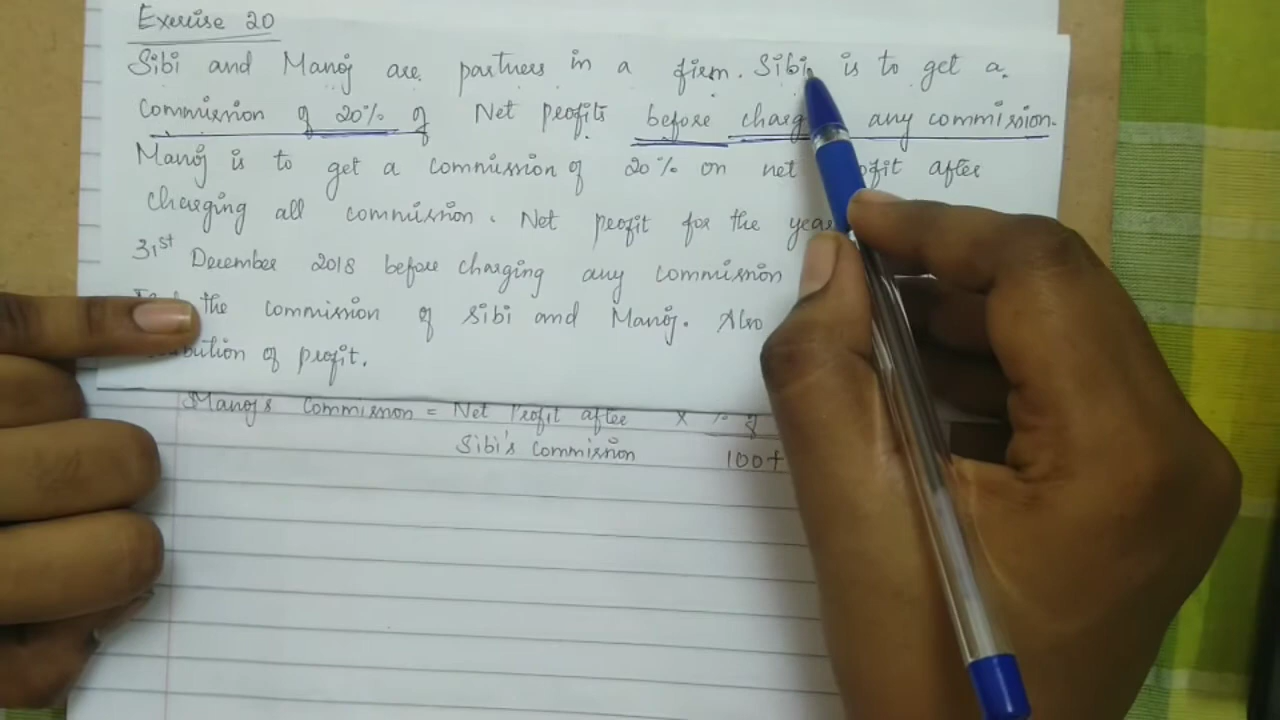 Exercise 20
Sibi and Manoj are partners in a firm. Sibi is to get a
Commission of 20% of Net profits before charg any commission.
Manoj is to get a commission of 20% on net ofit after
charging all commission. Net profit for the year
31st December 2018 before charging any commission
the commission of Sibi and Manoj. Also
bution of profit.
Manoj's Commission = Net Profit after × % of
Sibi's Commission 100+